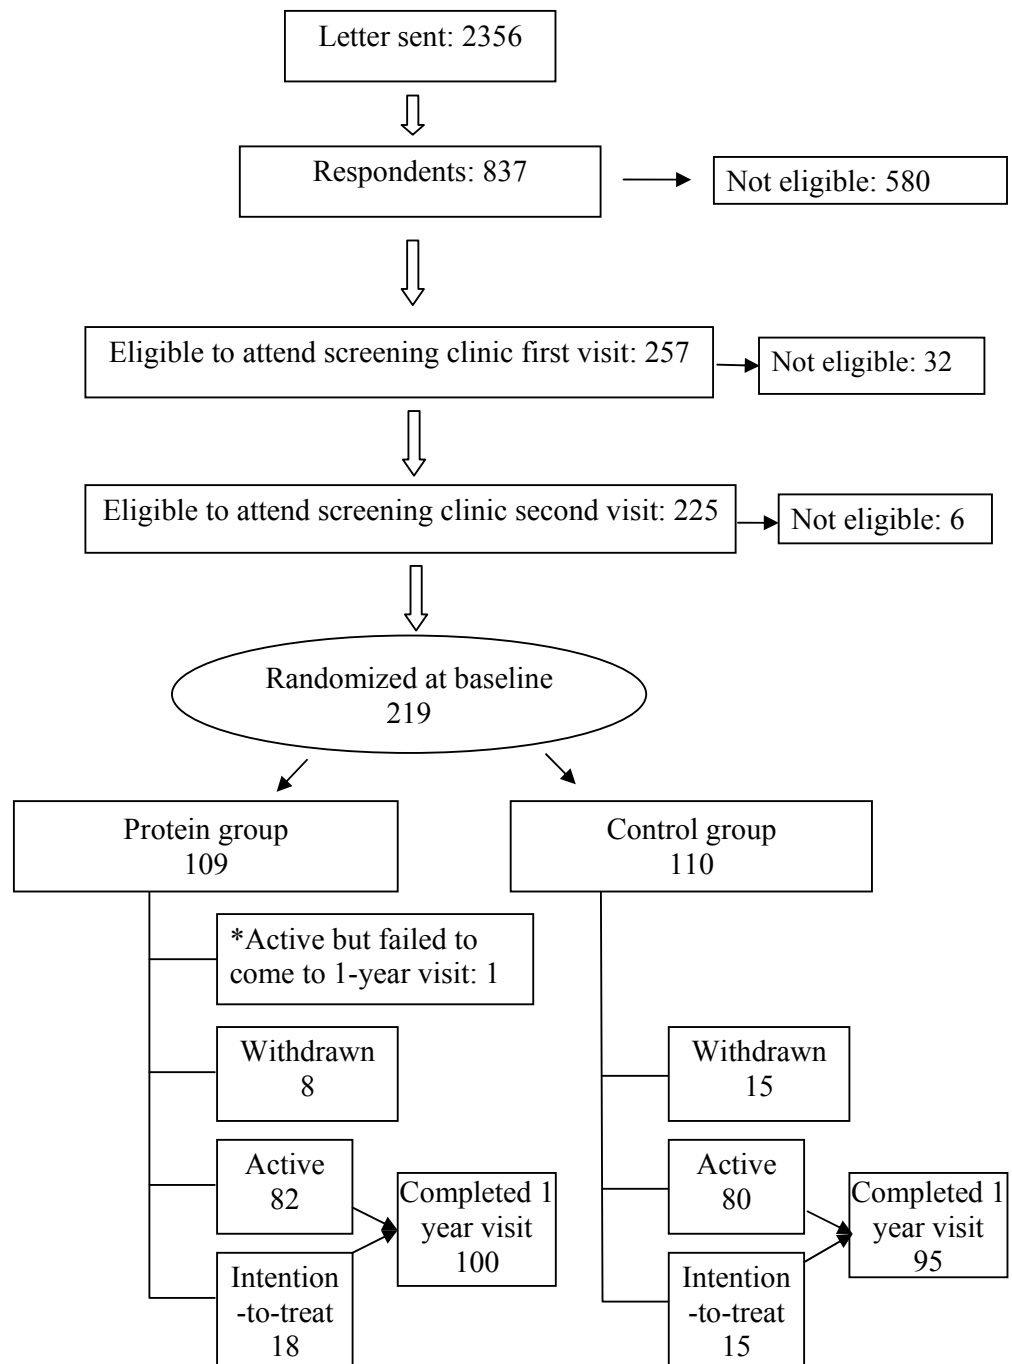 Letter sent: 2356
Respondents: 837
Not eligible: 580
Eligible to attend screening clinic first visit: 257
Not eligible: 32
Eligible to attend screening clinic second visit: 225
Not eligible: 6
Randomized at baseline
219
Protein group
109
Control group
110
*Active but failed to
come to 1-year visit: 1
Withdrawn
8
Withdrawn
15
Active
82
Completed 1
year visit
100
Active
80
Completed 1
year visit
95
Intention
-to-treat
18
Intention
-to-treat
15